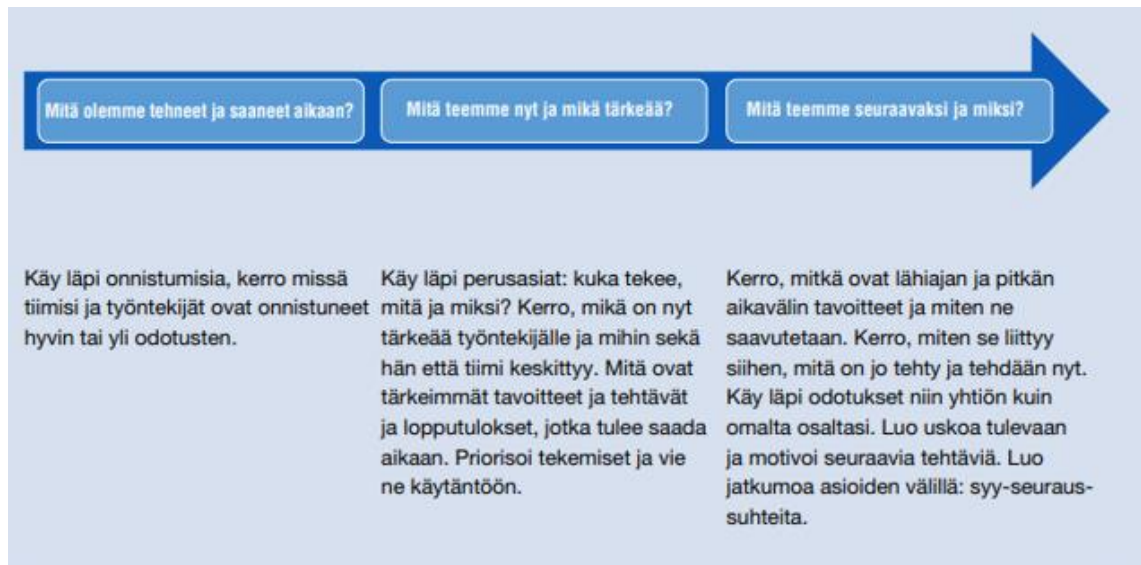 Mitä olemme tehneet ja saaneet aikaan?
Mitä teemme nyt ja mikä tärkeää?
Mitä teemme seuraavaksi ja miksi?
Käy läpi onnistumisia, kerro missä
tiimisi ja työntekijät ovat onnistuneet
hyvin tai yli odotusten.
Käy läpi perusasiat: kuka tekee,
mitä ja miksi? Kerro, mikä on nyt
tärkeää työntekijälle ja mihin sekä
hän että tiimi keskittyy. Mitä ovat
tärkeimmät tavoitteet ja tehtävät
ja lopputulokset, jotka tulee saada
aikaan. Priorisoi tekemiset ja vie
ne käytäntöön.
Kerro, mitkä ovat lähiajan ja pitkän
aikavälin tavoitteet ja miten ne
saavutetaan. Kerro, miten se liittyy
siihen, mitä on jo tehty ja tehdään nyt.
Käy läpi odotukset niin yhtiön kuin
omalta osaltasi. Luo uskoa tulevaan
ja motivoi seuraavia tehtäviä. Luo
jatkumoa asioiden välillä: syy-seuraus-
suhteita.